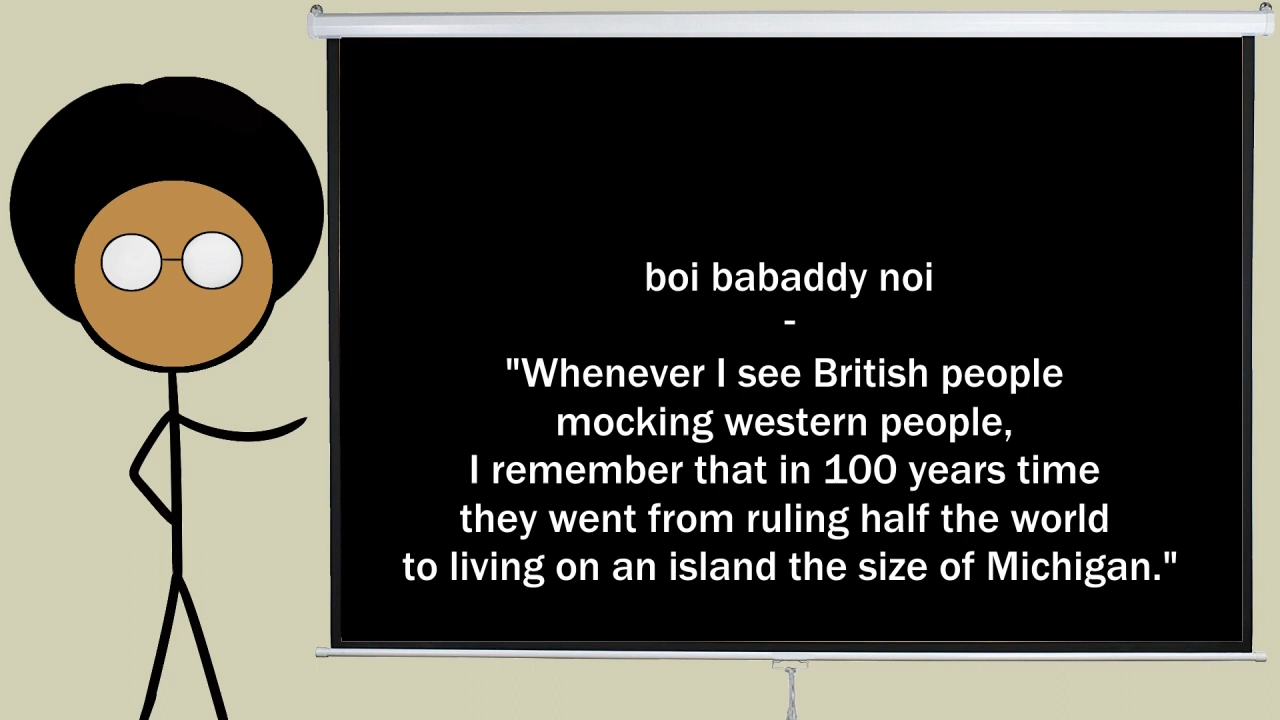 boi babaddy noi
-
"Whenever I see British people
mocking western people,
I remember that in 100 years time
they went from ruling half the world
to living on an island the size of Michigan."